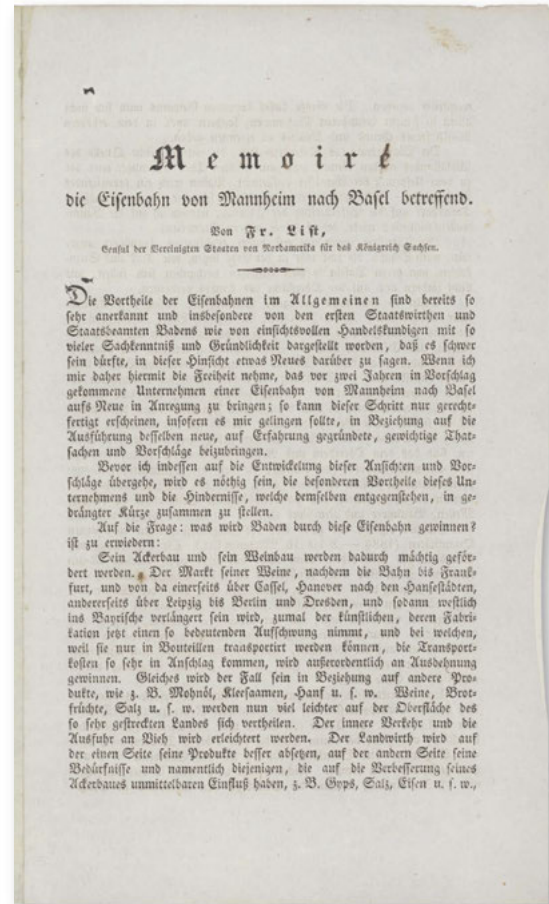 Memoire
die Eisenbahn von Mannheim nach Basel betreffend.
Von Fr. List,
Consul der Vereinigten Staaten von Nordamerika für das Königreich Sachsen.
Die Vortheile der Eisenbahnen im Allgemeinen sind bereits so
sehr anerkannt und insbesondere von den ersten Staatswirthen und
Staatsbeamten Badens wie von einsichtsvollen Handelskundigen mit so
vieler Sachkenntniß und Gründlichkeit dargestellt worden, daß es schwer
sein dürfte, in dieser Hinsicht etwas Neues darüber zu sagen. Wenn ich
mir daher hiermit die Freiheit nehme, das vor zwei Jahren in Vorschlag
gekommene Unternehmen einer Eisenbahn von Mannheim nach Basel
aufs Neue in Anregung zu bringen; so kann dieser Schritt nur gerecht-
fertigt erscheinen, insofern es mir gelingen sollte, in Beziehung auf die
Ausführung desselben neue, auf Erfahrung gegründete, gewichtige That-
sachen und Vorschläge beizubringen.
Bevor ich indessen auf die Entwickelung dieser Ansichten und Vor-
schläge übergehe, wird es nöthig sein, die besonderen Vortheile dieses Un-
ternehmens und die Hindernisse, welche demselben entgegenstehen, in ge-
drängter Kürze zusammen zu stellen.
Auf die Frage: was wird Baden durch diese Eisenbahn gewinnen?
ist zu erwiedern:
Sein Ackerbau und sein Weinbau werden dadurch mächtig geför-
dert werden. Der Markt seiner Weine, nachdem die Bahn bis Frank-
furt, und von da einerseits über Cassel, Hanover nach den Hansestädten,
andererseits über Leipzig bis Berlin und Dresden, und sodann westlich
ins Bayrische verlängert sein wird, zumal der künstlichen, deren Fabri-
kation jetzt einen so bedeutenden Aufschwung nimmt, und bei welchen,
weil sie nur in Bouteillen transportirt werden können, die Transport-
kosten so sehr in Anschlag kommen, wird außerordentlich an Ausdehnung
gewinnen. Gleiches wird der Fall sein in Beziehung auf andere Pro-
dukte, wie z. B. Mohnöl, Kleesaamen, Hanf u. s. w. Weine, Brot-
früchte, Salz u. s. w. werden nun viel leichter auf der Oberfläche des
so sehr gestreckten Landes sich vertheilen. Der innere Verkehr und die
Ausfuhr an Vieh wird erleichtert werden. Der Landwirth wird auf
der einen Seite seine Produkte besser absetzen, auf der andern Seite seine
Bedürfnisse und namentlich diejenigen, die auf die Verbesserung seines
Ackerbaues unmittelbaren Einfluß haben, z. B. Gyps, Salz, Eisen u. s. w.,